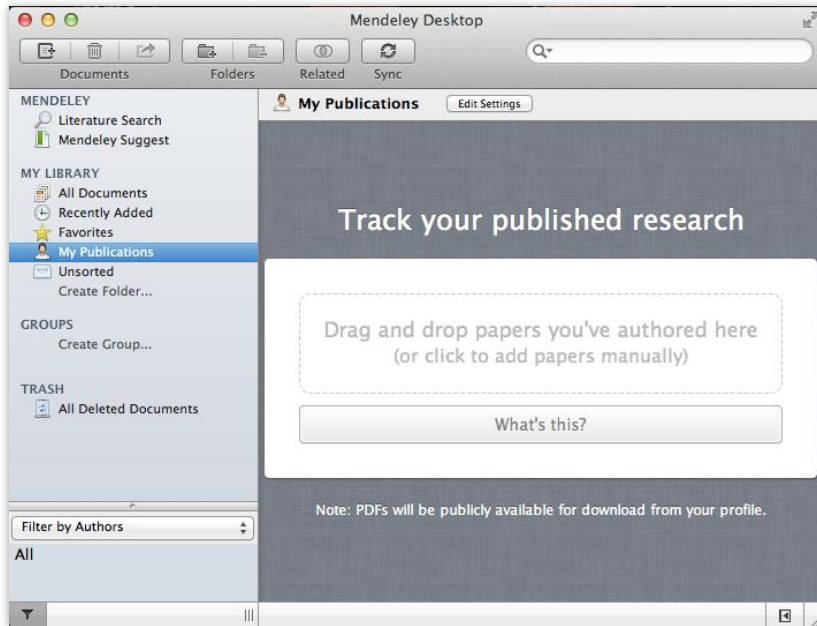 Mendeley Desktop
Documents
Folders
Related
Sync
MENDELEY
Literature Search
Mendeley Suggest
MY LIBRARY
All Documents
Recently Added
Favorites
My Publications
Unsorted
Create Folder...
GROUPS
Create Group...
TRASH
All Deleted Documents
Filter by Authors
All
My Publications
Edit Settings
Track your published research
Drag and drop papers you've authored here
(or click to add papers manually)
What's this?
Note: PDFs will be publicly available for download from your profile.